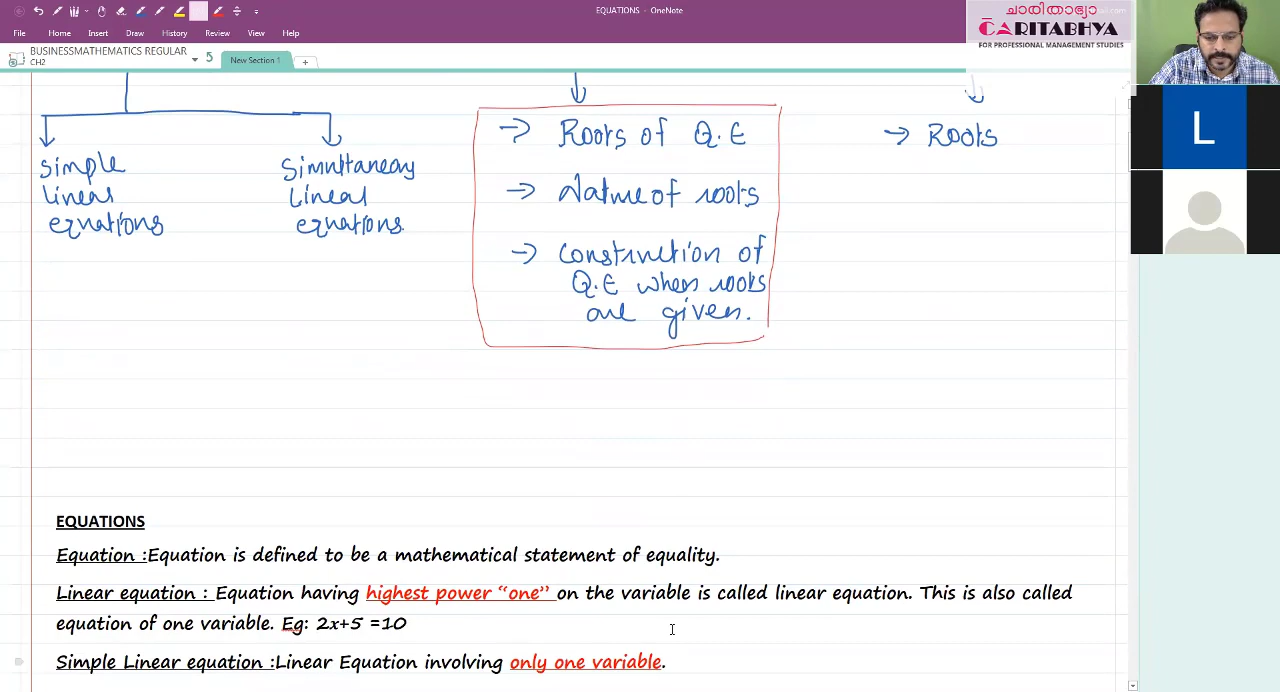 EQUATIONS • OneNote
ചാരിതാഭ്യാ
CARITABHYA
FOR PROFESSIONAL MANAGEMENT STUDIES
File Home Insert Draw History Review View Help
BUSINESSMATHEMATICS REGULAR
CH2
New Section 1
L
Simple
linear
equations
Simultaneous
Linear
equations.
→ Roots of Q.E
→ Nature of roots
→ Construction of
Q.E when roots
are given.
→ Roots
EQUATIONS
Equation :Equation is defined to be a mathematical statement of equality.
Linear equation : Equation having highest power “one” on the variable is called linear equation. This is also called
equation of one variable. Eg: 2x+5 =10
Simple Linear equation :Linear Equation involving only one variable.